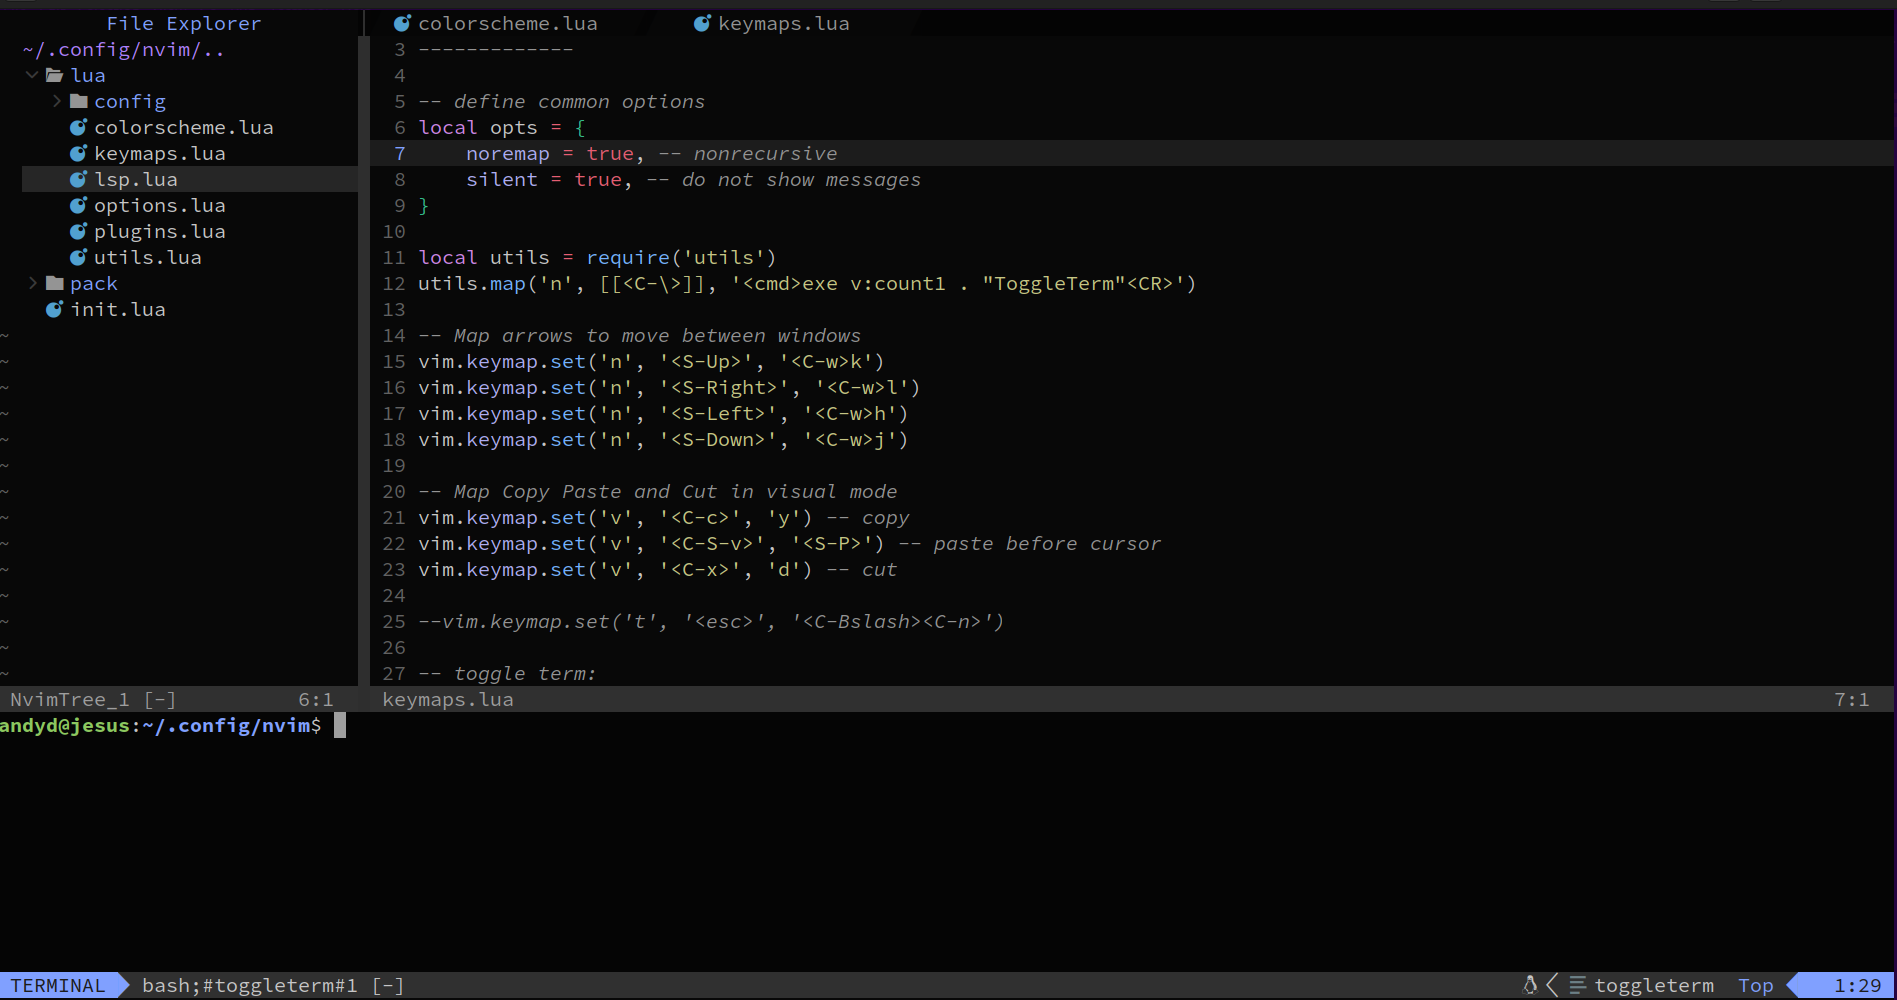 File Explorer
~/.config/nvim/..
lua
config
colorscheme.lua
keymaps.lua
lsp.lua
options.lua
plugins.lua
utils.lua
pack
init.lua
~
~
~
~
~
~
~
~
~
~
~
~
~
~
NvimTree_1 [-] 6:1
colorscheme.lua keymaps.lua
3 -------------
4
5 -- define common options
6 local opts = {
7     noremap = true, -- nonrecursive
8     silent = true, -- do not show messages
9 }
10
11 local utils = require('utils')
12 utils.map('n', [[<C-\>]], '<cmd>exe v:count1 . "ToggleTerm"<CR>')
13
14 -- Map arrows to move between windows
15 vim.keymap.set('n', '<S-Up>', '<C-w>k')
16 vim.keymap.set('n', '<S-Right>', '<C-w>l')
17 vim.keymap.set('n', '<S-Left>', '<C-w>h')
18 vim.keymap.set('n', '<S-Down>', '<C-w>j')
19
20 -- Map Copy Paste and Cut in visual mode
21 vim.keymap.set('v', '<C-c>', 'y') -- copy
22 vim.keymap.set('v', '<C-S-v>', '<S-P>') -- paste before cursor
23 vim.keymap.set('v', '<C-x>', 'd') -- cut
24
25 --vim.keymap.set('t', '<esc>', '<C-Bslash><C-n>')
26
27 -- toggle term:
keymaps.lua 7:1
andyd@jesus:~/.config/nvim$
TERMINAL bash;#toggleterm#1 [-] toggleterm Top 1:29